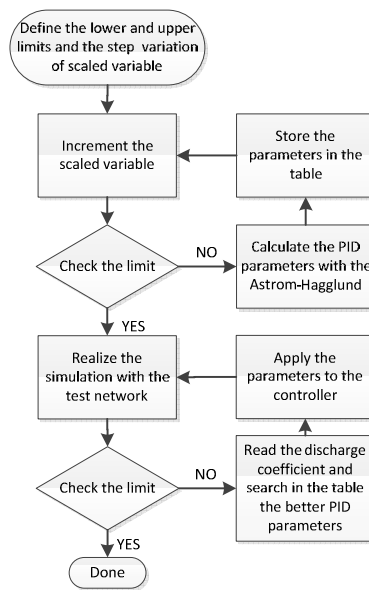 Define the lower and upper
limits and the step variation
of scaled variable
Increment the
scaled variable
Store the
parameters in the
table
Check the limit
NO
Calculate the PID
parameters with the
Astrom-Hagglund
YES
Realize the
simulation with the
test network
Apply the
parameters to the
controller
Check the limit
NO
Read the discharge
coefficient and
search in the table
the better PID
parameters
YES
Done